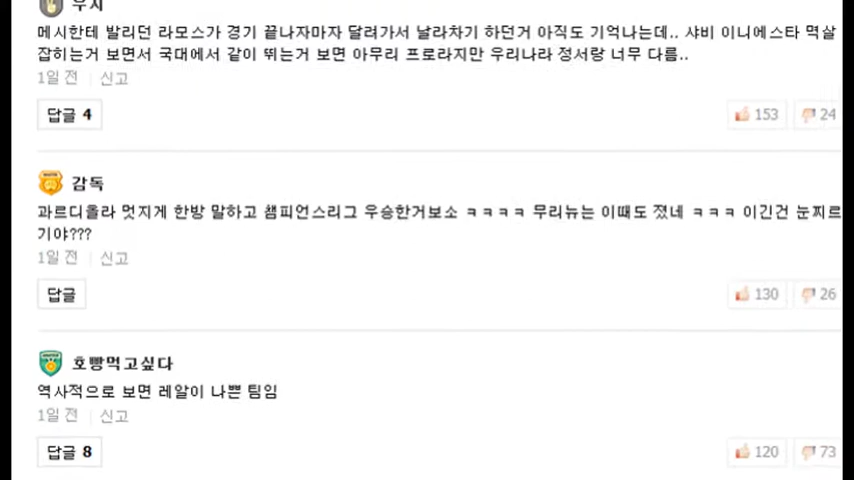 메시한테 발리던 라모스가 경기 끝나자마자 달려가서 날라차기 하던거 아직도 기억나는데.. 샤비 이니에스타 멱살
잡히는거 보면서 국대에서 같이 뛰는거 보면 아무리 프로라지만 우리나라 정서랑 너무 다름..
1일 전 | 신고
답글 4
153 24
감독
과르디올라 멋지게 한방 말하고 챔피언스리그 우승한거보소 ㅋㅋㅋㅋ 무리뉴는 이때도 졌네 ㅋㅋㅋ 이긴건 눈찌르
기야???
1일 전 | 신고
답글
130 26
호빵먹고싶다
역사적으로 보면 레알이 나쁜 팀임
1일 전 | 신고
답글 8
120 73